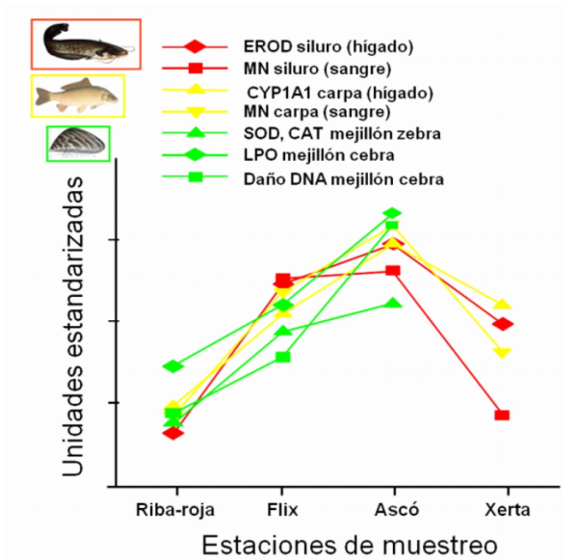 EROD siluro (hígado)
MN siluro (sangre)
CYP1A1 carpa (hígado)
MN carpa (sangre)
SOD, CAT mejillón zebra
LPO mejillón cebra
Daño DNA mejillón cebra
Unidades estandarizadas
Riba-roja Flix Ascó Xerta
Estaciones de muestreo